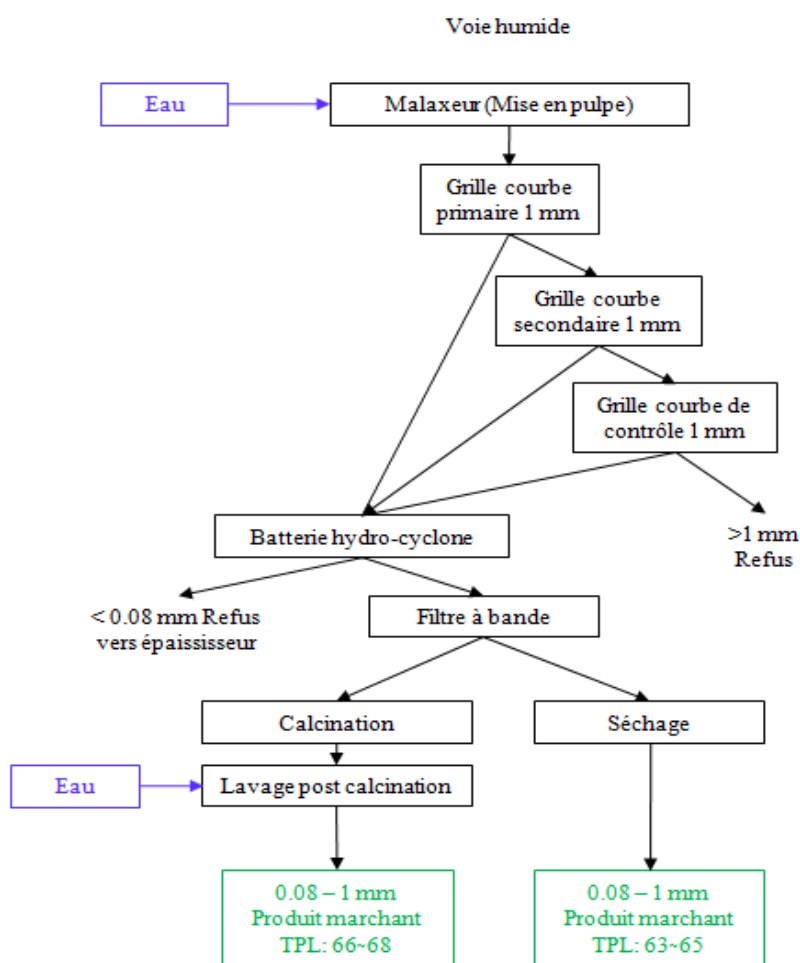 Voie humide
Eau
Malaxeur (Mise en pulpe)
Grille courbe
primaire 1 mm
Grille courbe
secondaire 1 mm
Grille courbe de
contrôle 1 mm
>1 mm
Refus
Batterie hydro-cyclone
< 0.08 mm Refus
vers épaississeur
Filtre à bande
Calcination
Séchage
Eau
Lavage post calcination
0.08 – 1 mm
Produit marchant
TPL: 66~68
0.08 – 1 mm
Produit marchant
TPL: 63~65